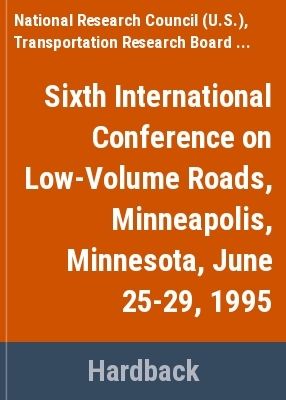 National Research Council (U.S.),
Transportation Research Board ...
Sixth International
Conference on
Low-Volume Roads,
Minneapolis,
Minnesota, June
25-29, 1995
Hardback